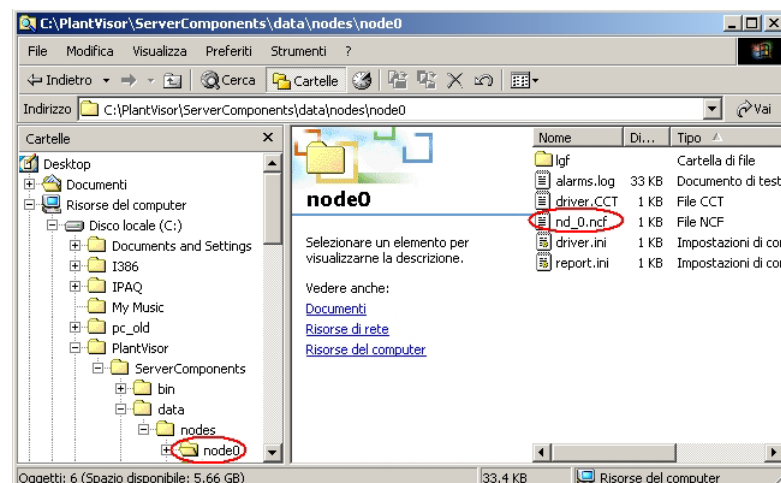 C:\PlantVisor\ServerComponents\data\nodes\node0
File Modifica Visualizza Preferiti Strumenti ?
Indietro Cerca Cartelle
Indirizzo C:\PlantVisor\ServerComponents\data\nodes\node0 Vai
Cartelle
Desktop
Documenti
Risorse del computer
Disco locale (C:)
Documents and Settings
I386
IPAQ
My Music
pc_old
PlantVisor
ServerComponents
bin
data
nodes
node0
node0
Selezionare un elemento per
visualizzarne la descrizione.
Vedere anche:
Documenti
Risorse di rete
Risorse del computer
Nome Di... Tipo
lgf Cartella di file
alarms.log 33 KB Documento di test
driver.CCT 1 KB File CCT
nd_0.ncf 1 KB File NCF
driver.ini 1 KB Impostazioni di co
report.ini 1 KB Impostazioni di co
Oggetti: 6 (Spazio disponibile: 5,66 GB) 33,4 KB Risorse del computer